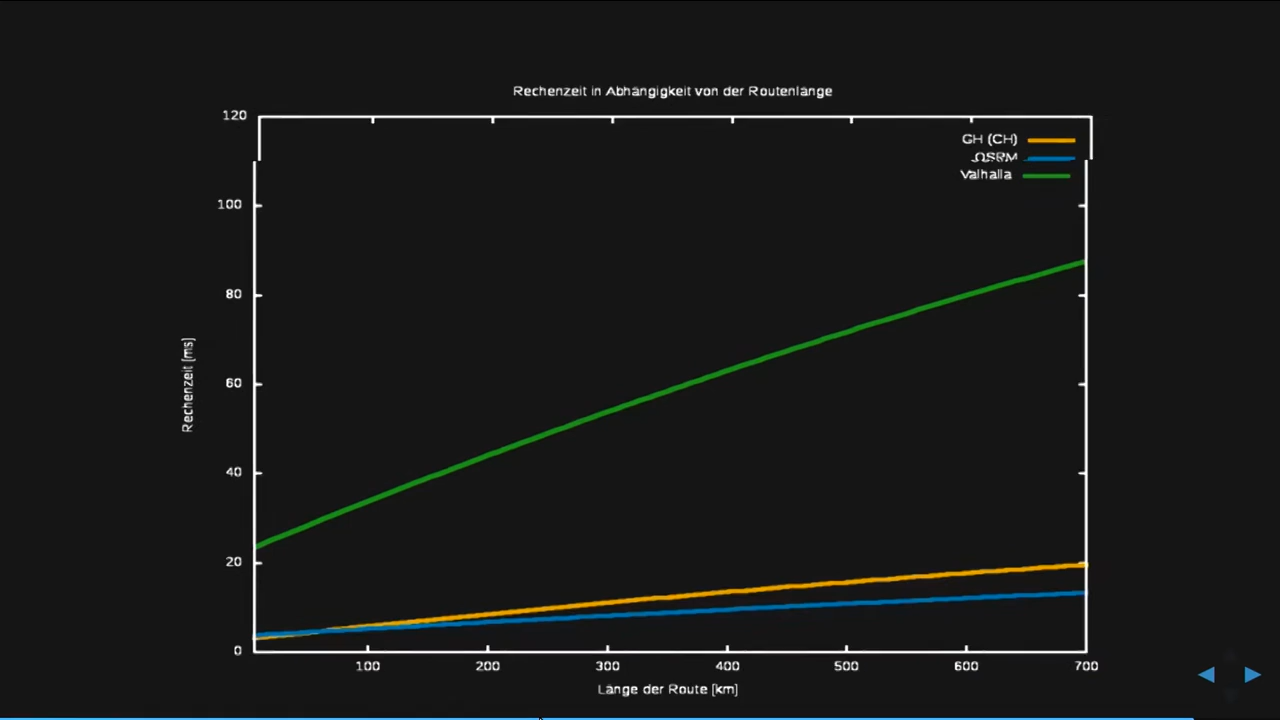 Rechenzeit in Abhängigkeit von der Routenlänge
120
GH (CH)
OSRM
Valhalla
100
80
60
40
20
0
Rechenzeit [ms]
100 200 300 400 500 600 700
Länge der Route [km]